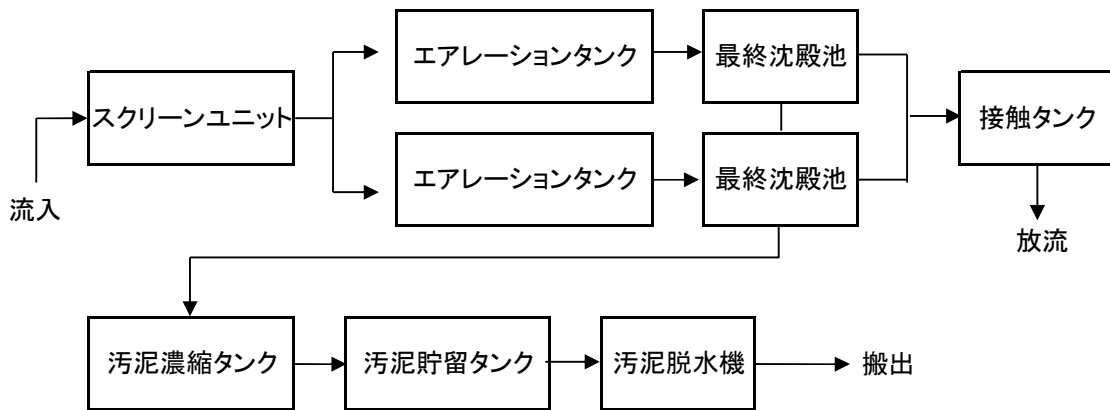 エアレーションタンク
最終沈殿池
スクリーンユニット
接触タンク
エアレーションタンク
最終沈殿池
流入
放流
汚泥濃縮タンク
汚泥貯留タンク
汚泥脱水機
搬出